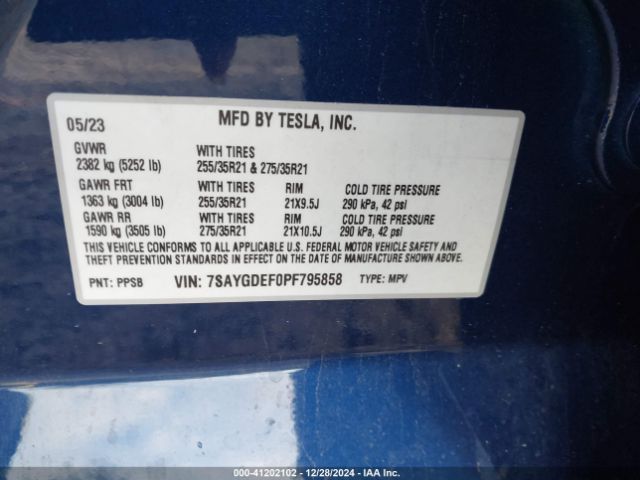 05/23 MFD BY TESLA, INC.
GVWR WITH TIRES
2382 kg (5252 lb) 255/35R21 & 275/35R21
GAWR FRT WITH TIRES RIM COLD TIRE PRESSURE
1363 kg (3004 lb) 255/35R21 21X9.5J 290 kPa, 42 psi
GAWR RR WITH TIRES RIM COLD TIRE PRESSURE
1590 kg (3505 lb) 275/35R21 21X10.5J 290 kPa, 42 psi
THIS VEHICLE CONFORMS TO ALL APPLICABLE U.S. FEDERAL MOTOR VEHICLE SAFETY AND
THEFT PREVENTION STANDARDS IN EFFECT ON THE DATE OF MANUFACTURE SHOWN ABOVE.
PNT: PPSB VIN: 7SAYGDEF0PF795858 TYPE: MPV
000-41202102 - 12/28/2024 - IAA Inc.